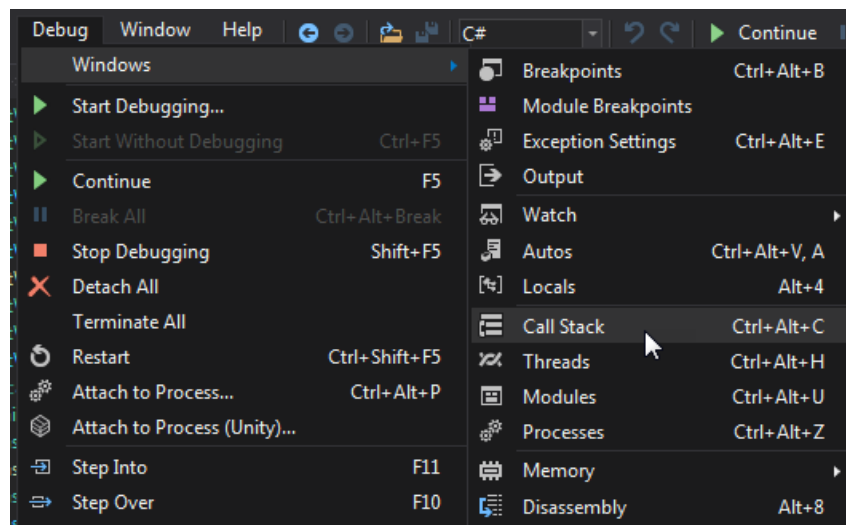 Debug Window Help C# Continue
Windows
Start Debugging...
Start Without Debugging Ctrl+F5
Continue F5
Break All Ctrl+Alt+Break
Stop Debugging Shift+F5
Detach All
Terminate All
Restart Ctrl+Shift+F5
Attach to Process... Ctrl+Alt+P
Attach to Process (Unity)...
Step Into F11
Step Over F10
Breakpoints Ctrl+Alt+B
Module Breakpoints
Exception Settings Ctrl+Alt+E
Output
Watch
Autos Ctrl+Alt+V, A
Locals Alt+4
Call Stack Ctrl+Alt+C
Threads Ctrl+Alt+H
Modules Ctrl+Alt+U
Processes Ctrl+Alt+Z
Memory
Disassembly Alt+8